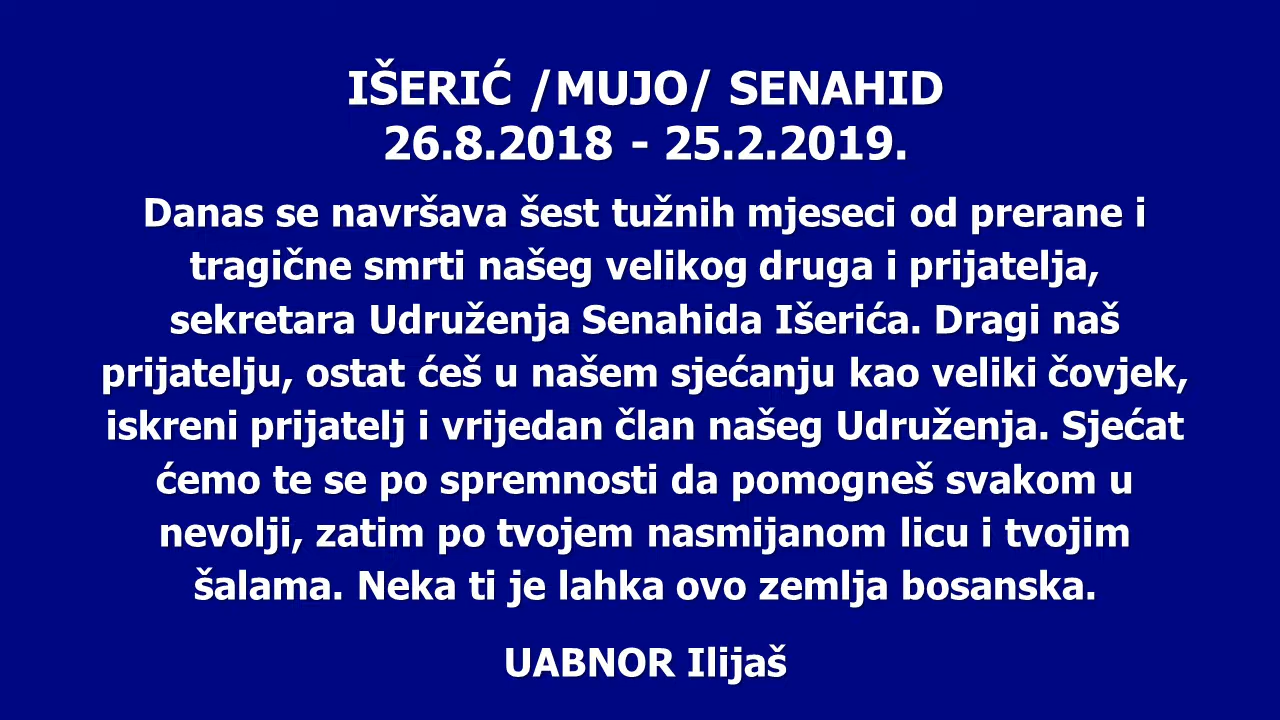 IŠERIĆ /MUJO/ SENAHID
26.8.2018 - 25.2.2019.
Danas se navršava šest tužnih mjeseci od prerane i
tragične smrti našeg velikog druga i prijatelja,
sekretara Udruženja Senahida Išerića. Dragi naš
prijatelju, ostat ćeš u našem sjećanju kao veliki čovjek,
iskreni prijatelj i vrijedan član našeg Udruženja. Sjećat
ćemo te se po spremnosti da pomogneš svakom u
nevolji, zatim po tvojem nasmijanom licu i tvojim
šalama. Neka ti je lahka ovo zemlja bosanska.
UABNOR Ilijaš